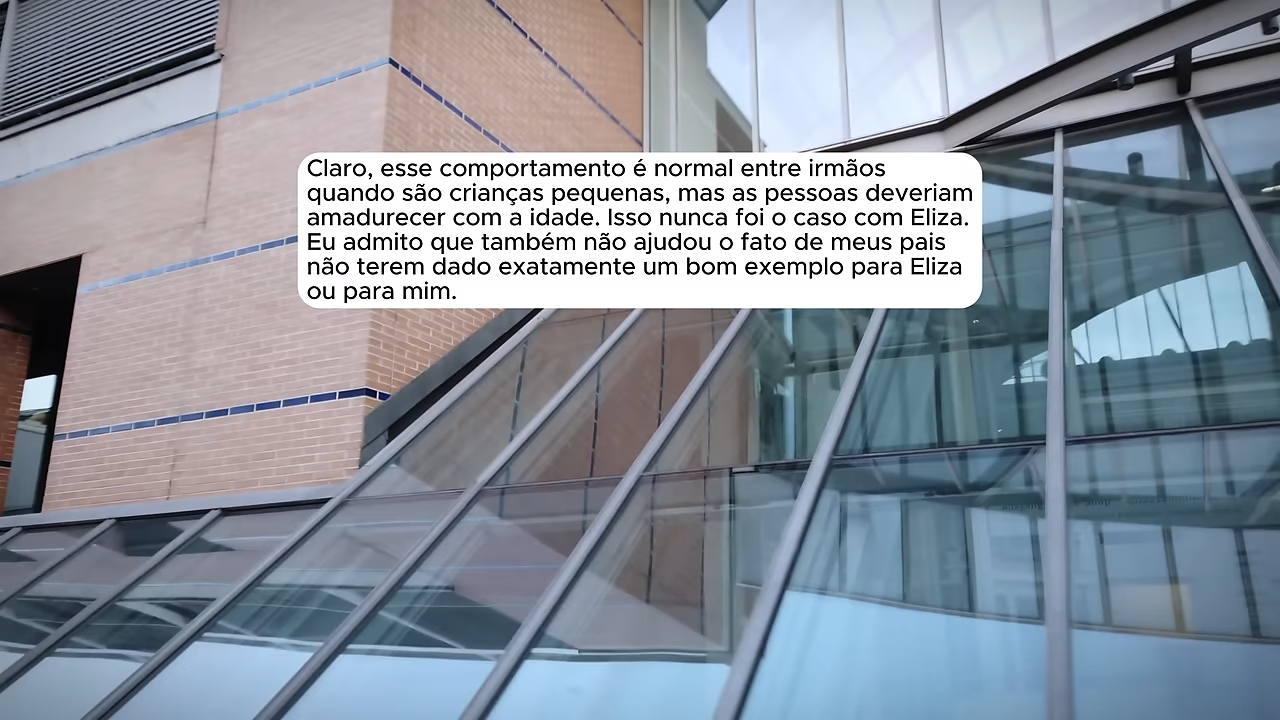 Claro, esse comportamento é normal entre irmãos
quando são crianças pequenas, mas as pessoas deveriam
amadurecer com a idade. Isso nunca foi o caso com Eliza.
Eu admito que também não ajudou o fato de meus pais
não terem dado exatamente um bom exemplo para Eliza
ou para mim.